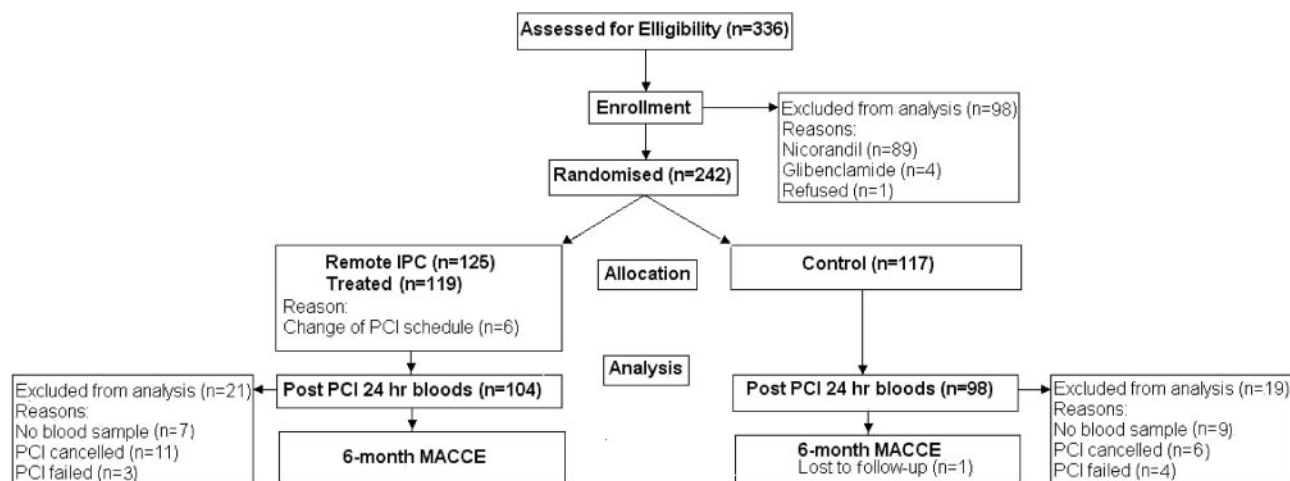 Assessed for Elligibility (n=336)
Enrollment
Excluded from analysis (n=98)
Reasons:
Nicorandil (n=89)
Glibenclamide (n=4)
Refused (n=1)
Randomised (n=242)
Remote IPC (n=125)
Treated (n=119)
Reason:
Change of PCI schedule (n=6)
Allocation
Control (n=117)
Analysis
Excluded from analysis (n=21)
Reasons:
No blood sample (n=7)
PCI cancelled (n=11)
PCI failed (n=3)
Post PCI 24 hr bloods (n=104)
6-month MACCE
Post PCI 24 hr bloods (n=98)
6-month MACCE
Lost to follow-up (n=1)
Excluded from analysis (n=19)
Reasons:
No blood sample (n=9)
PCI cancelled (n=6)
PCI failed (n=4)